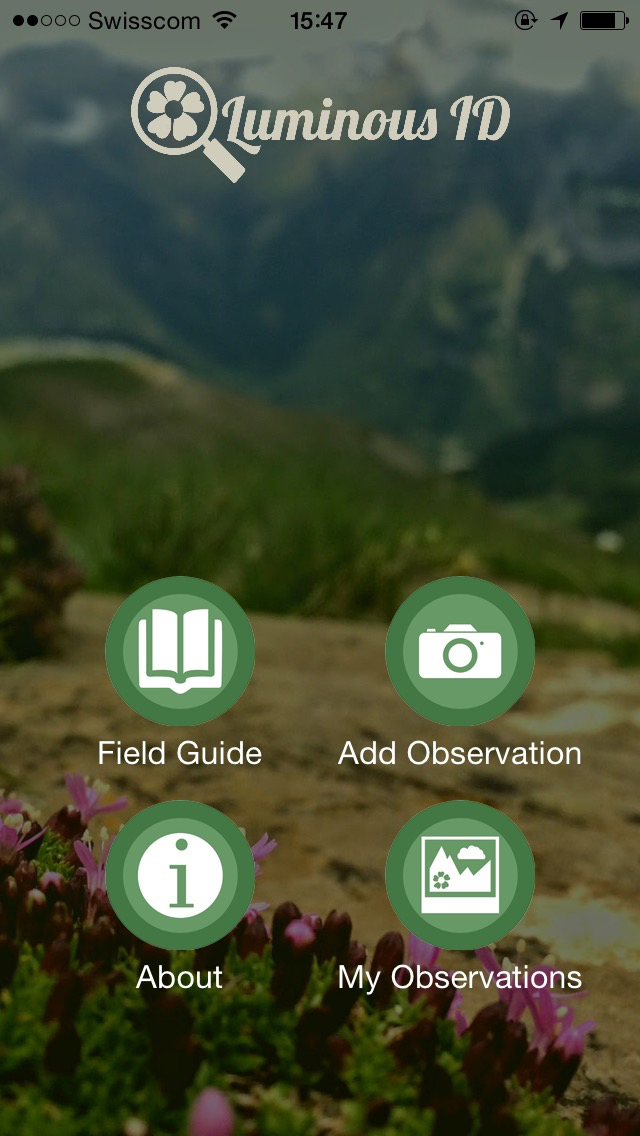 Swisscom 15:47
Luminous ID
Field Guide Add Observation
About My Observations